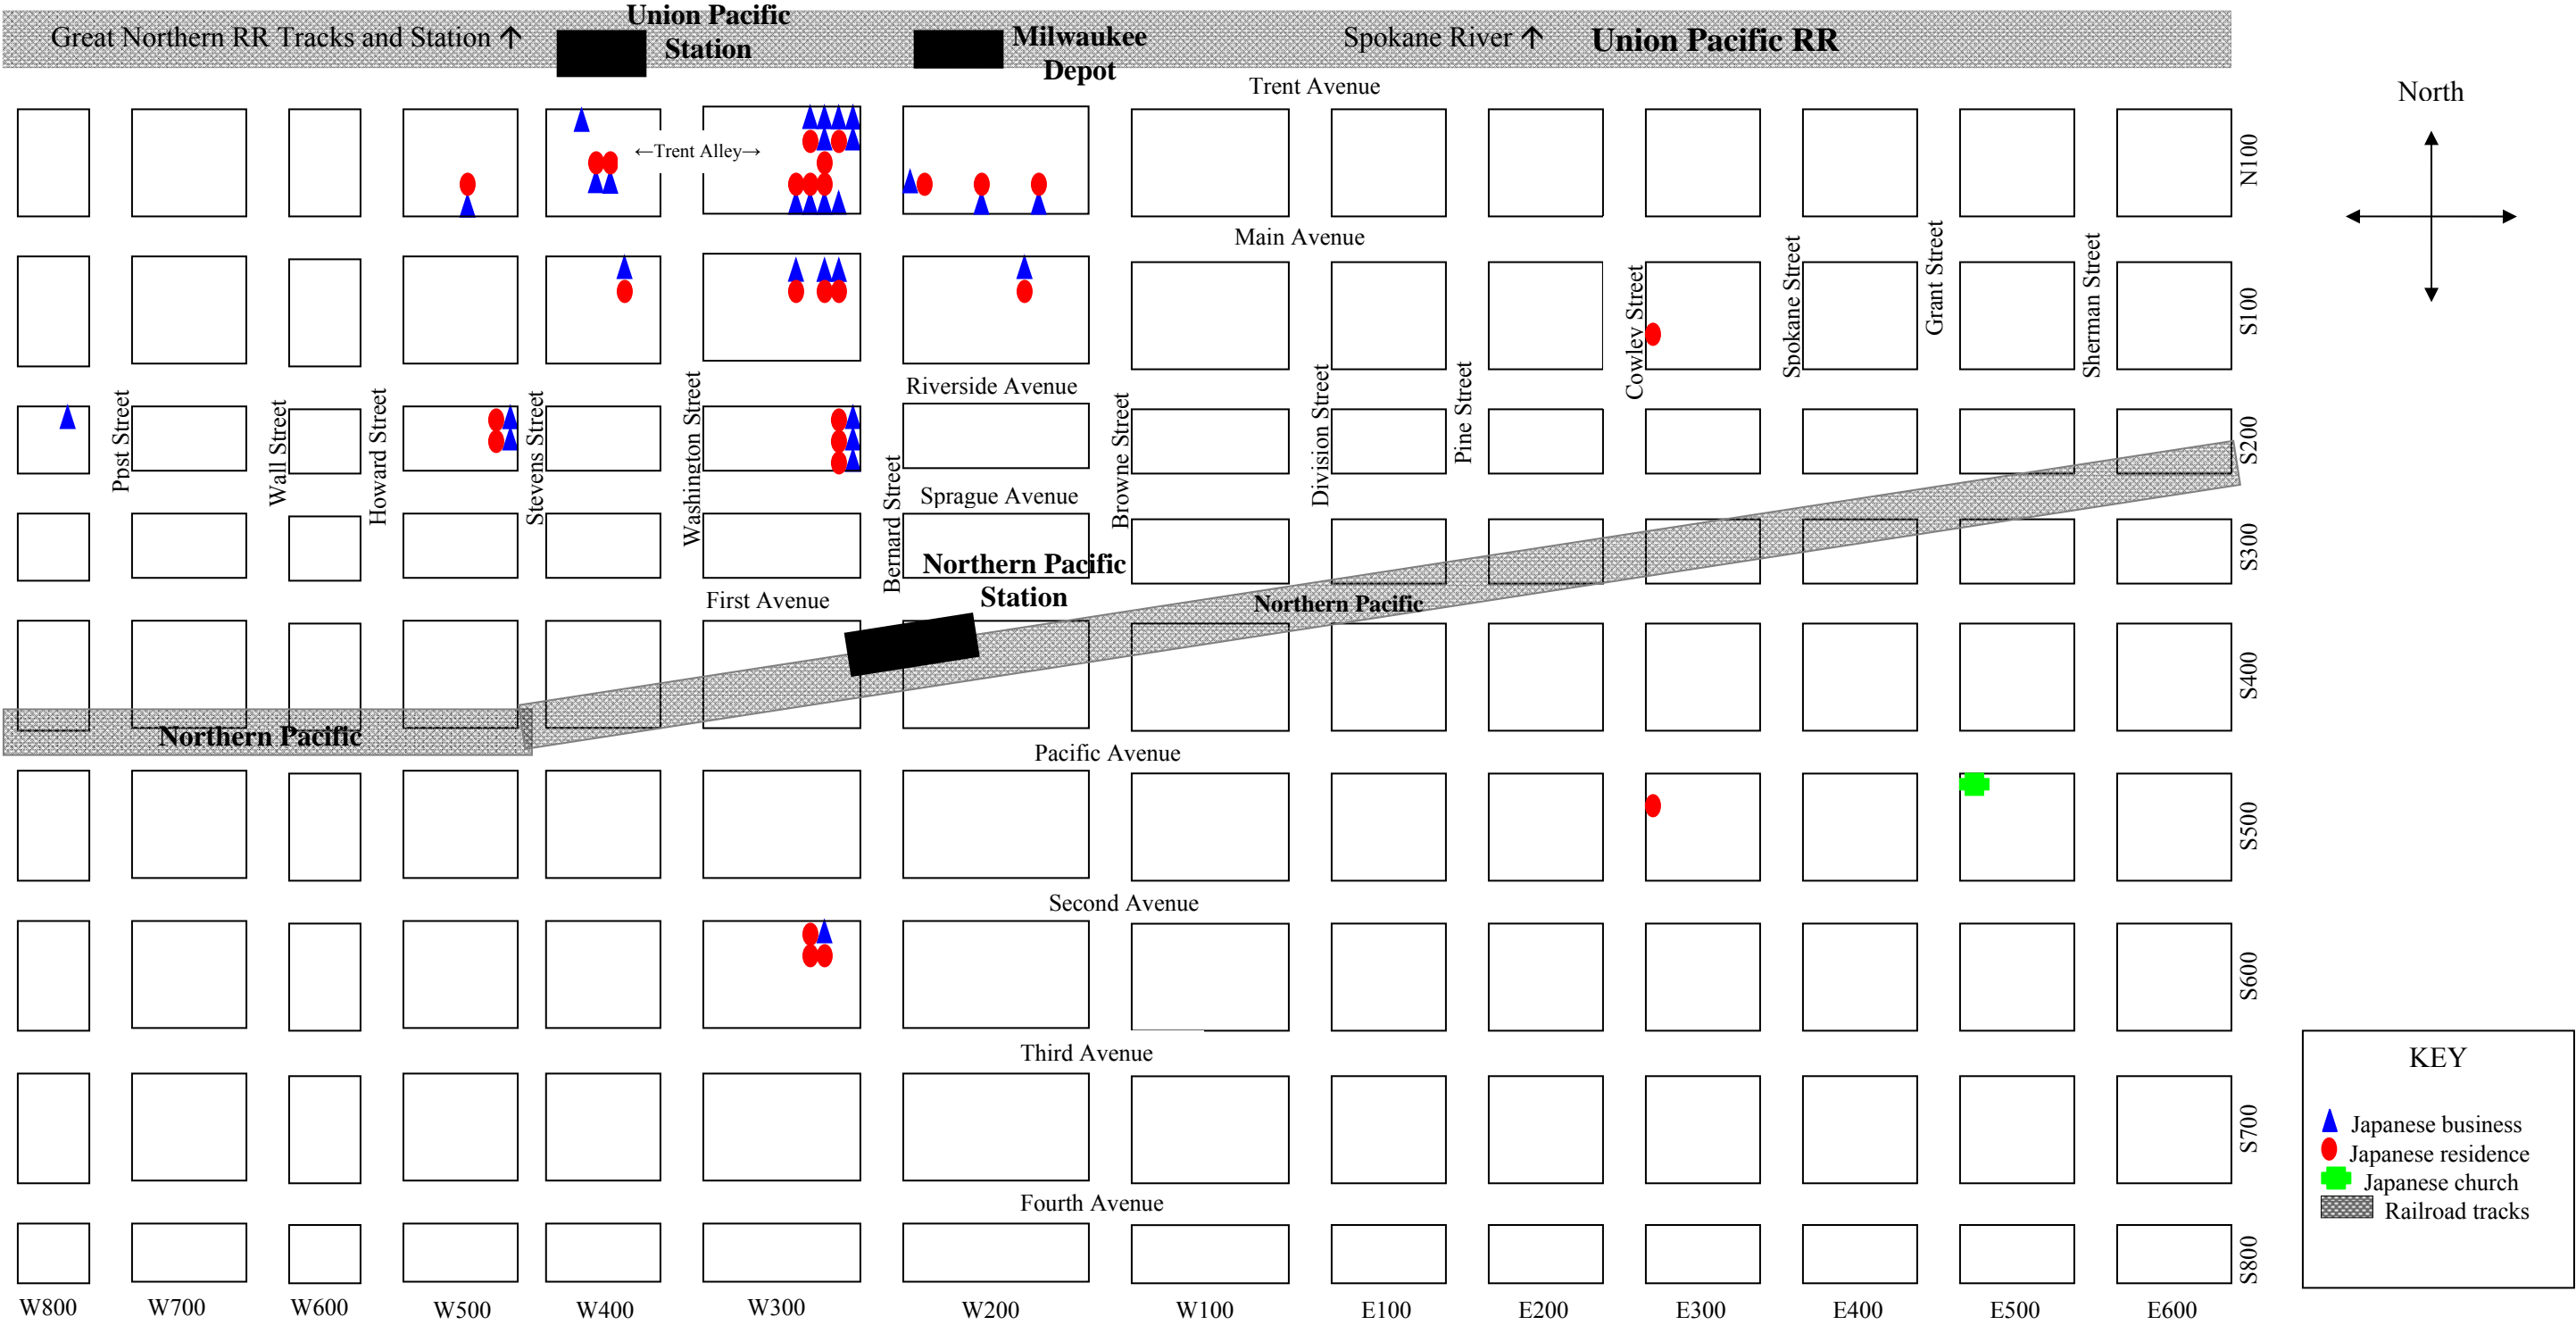 Union Pacific
Station
Great Northern RR Tracks and Station ↑
Milwaukee
Depot
Spokane River ↑
Union Pacific RR
Trent Avenue
North
←Trent Alley→
N100
Main Avenue
S100
Cowley Street
Spokane Street
Grant Street
Sherman Street
Riverside Avenue
Post Street
Wall Street
Howard Street
Stevens Street
Washington Street
Bernard Street
Browne Street
Division Street
Pine Street
S200
Sprague Avenue
S300
Northern Pacific
Station
First Avenue
Northern Pacific
S400
Northern Pacific
Pacific Avenue
S500
Second Avenue
S600
Third Avenue
S700
Fourth Avenue
S800
KEY
Japanese business
Japanese residence
Japanese church
Railroad tracks
W800
W700
W600
W500
W400
W300
W200
W100
E100
E200
E300
E400
E500
E600